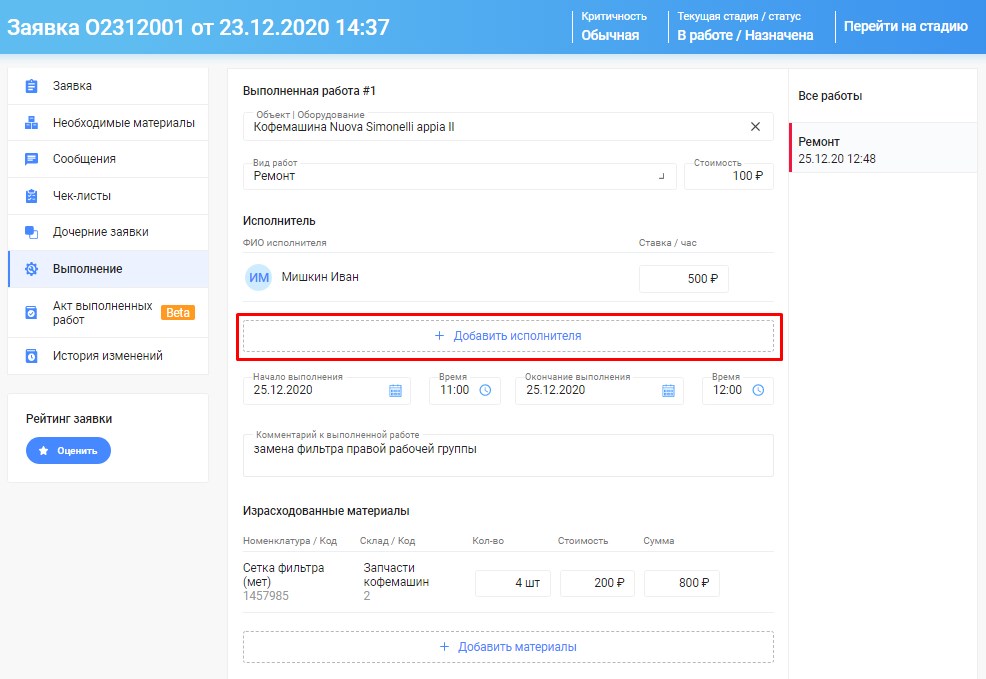 Заявка О2312001 от 23.12.2020 14:37
Критичность
Обычная
Текущая стадия / статус
В работе / Назначена
Перейти на стадию
Заявка
Необходимые материалы
Сообщения
Чек-листы
Дочерние заявки
Выполнение
Акт выполненных
работ
Beta
История изменений
Рейтинг заявки
Оценить
Выполненная работа #1
Объект | Оборудование
Кофемашина Nuova Simonelli appia II
Вид работ
Ремонт
Стоимость
100 ₽
Исполнитель
ФИО исполнителя
Ставка / час
ИМ
Мишкин Иван
500 ₽
+ Добавить исполнителя
Начало выполнения
25.12.2020
Время
11:00
Окончание выполнения
25.12.2020
Время
12:00
Комментарий к выполненной работе
замена фильтра правой рабочей группы
Израсходованные материалы
Номенклатура / Код
Склад / Код
Кол-во
Стоимость
Сумма
Сетка фильтра
(мет)
1457985
Запчасти
кофемашин
2
4 шт
200 ₽
800 ₽
+ Добавить материалы
Все работы
Ремонт
25.12.20 12:48